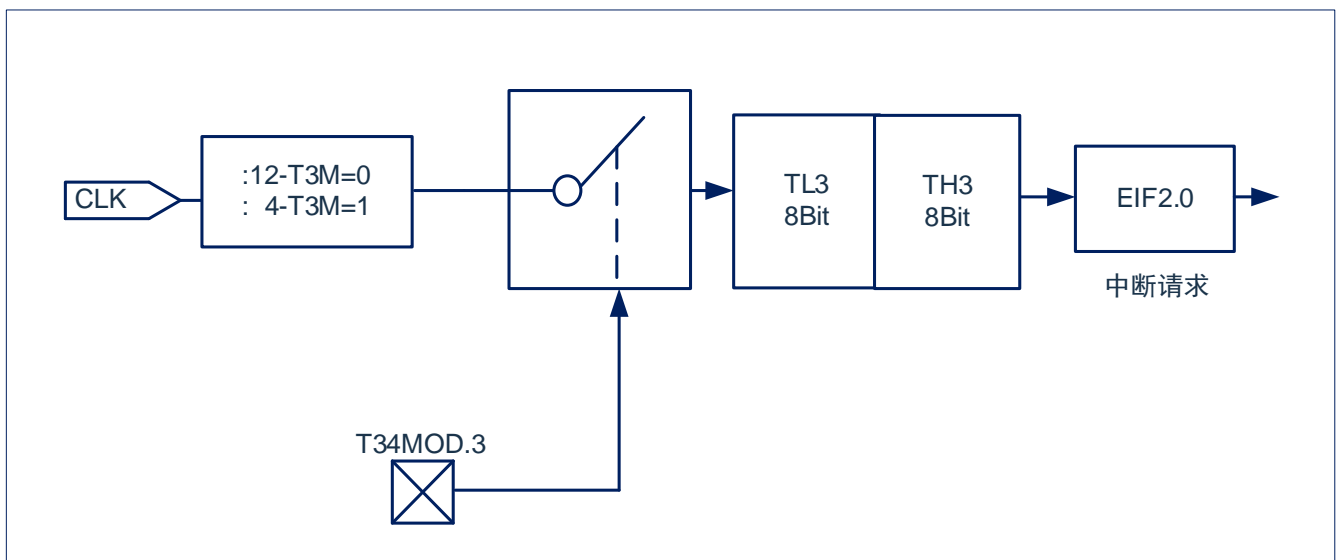 CLK
:12-T3M=0
: 4-T3M=1
TL3
8Bit
TH3
8Bit
EIF2.0
中断请求
T34MOD.3